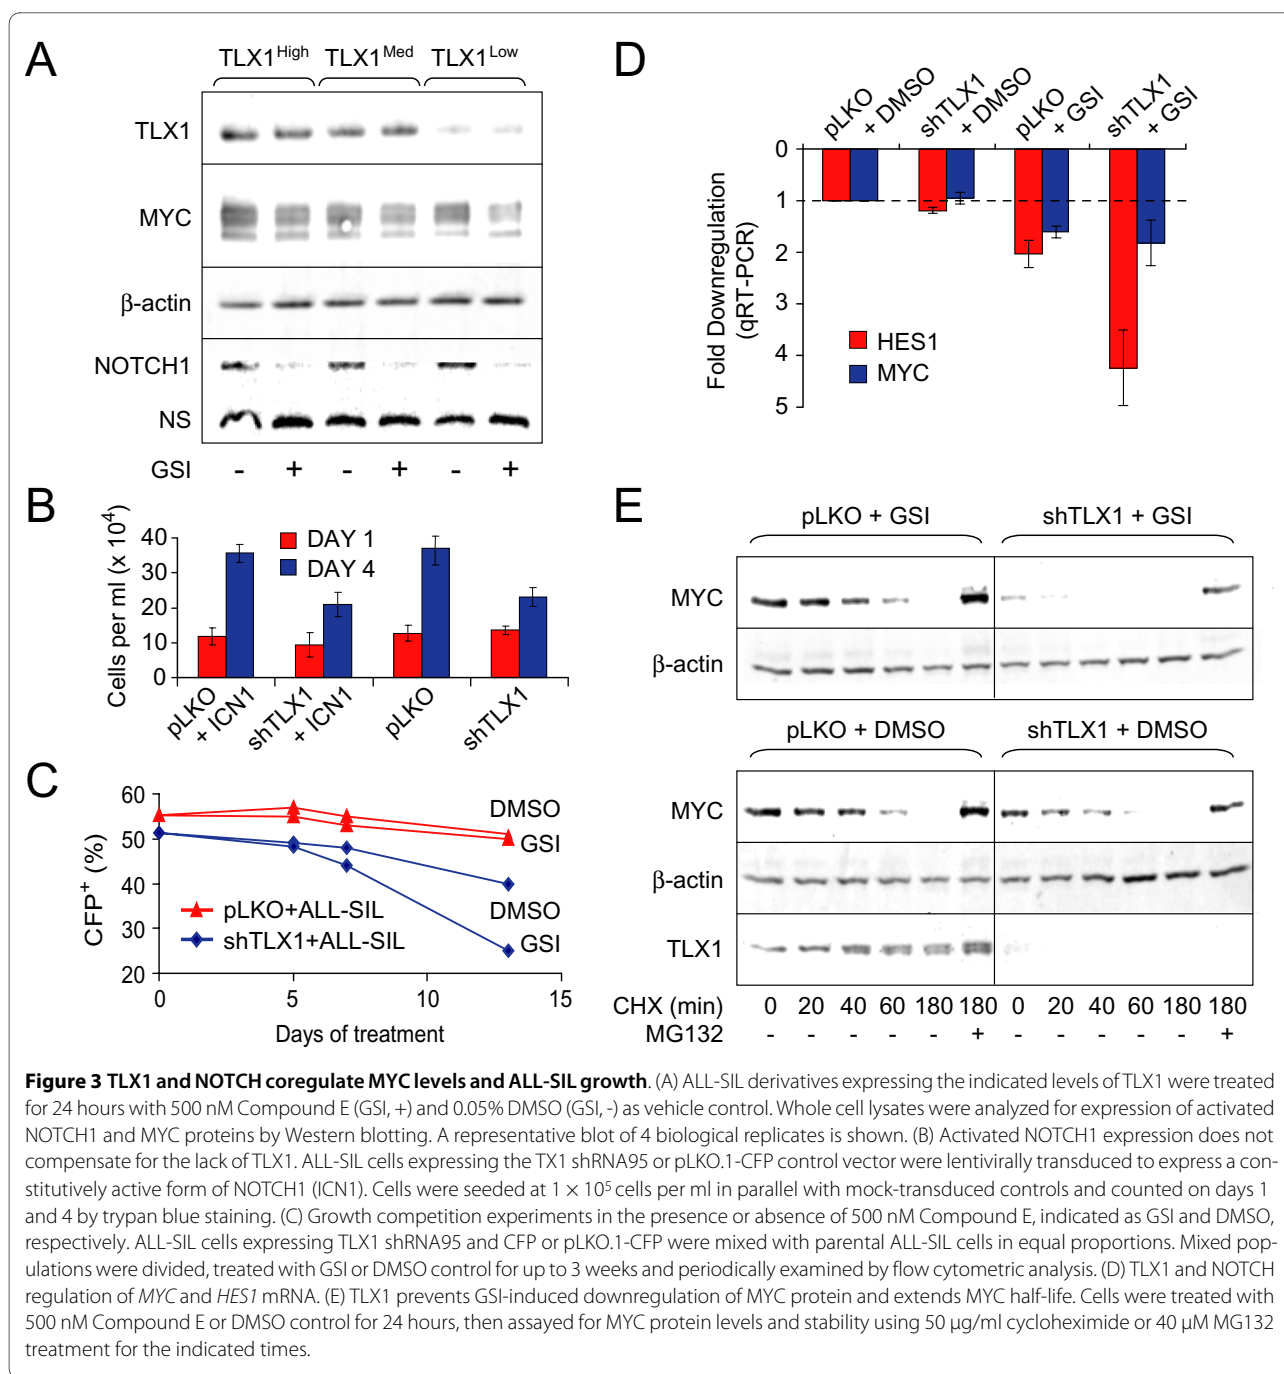 A
TLX1High TLX1Med TLX1Low
TLX1
MYC
β-actin
NOTCH1
NS
GSI - + - + - +
B
Cells per ml (x 10⁴)
40
30
20
10
0
DAY 1
DAY 4
pLKO + ICN1
shTLX1 + ICN1
pLKO
shTLX1
C
CFP⁺ (%)
60
50
40
30
20
DMSO
GSI
DMSO
GSI
pLKO+ALL-SIL
shTLX1+ALL-SIL
0 5 10 15
Days of treatment
D
pLKO + DMSO
shTLX1 + DMSO
pLKO + GSI
shTLX1 + GSI
Fold Downregulation
(qRT-PCR)
0
1
2
3
4
5
HES1
MYC
E
pLKO + GSI shTLX1 + GSI
MYC
β-actin
pLKO + DMSO shTLX1 + DMSO
MYC
β-actin
TLX1
CHX (min) 0 20 40 60 180 180 0 20 40 60 180 180
MG132 - - - - - + - - - - - +
Figure 3 TLX1 and NOTCH coregulate MYC levels and ALL-SIL growth. (A) ALL-SIL derivatives expressing the indicated levels of TLX1 were treated
for 24 hours with 500 nM Compound E (GSI, +) and 0.05% DMSO (GSI, -) as vehicle control. Whole cell lysates were analyzed for expression of activated
NOTCH1 and MYC proteins by Western blotting. A representative blot of 4 biological replicates is shown. (B) Activated NOTCH1 expression does not
compensate for the lack of TLX1. ALL-SIL cells expressing the TX1 shRNA95 or pLKO.1-CFP control vector were lentivirally transduced to express a con-
stitutively active form of NOTCH1 (ICN1). Cells were seeded at 1 × 10⁵ cells per ml in parallel with mock-transduced controls and counted on days 1
and 4 by trypan blue staining. (C) Growth competition experiments in the presence or absence of 500 nM Compound E, indicated as GSI and DMSO,
respectively. ALL-SIL cells expressing TLX1 shRNA95 and CFP or pLKO.1-CFP were mixed with parental ALL-SIL cells in equal proportions. Mixed pop-
ulations were divided, treated with GSI or DMSO control for up to 3 weeks and periodically examined by flow cytometric analysis. (D) TLX1 and NOTCH
regulation of MYC and HES1 mRNA. (E) TLX1 prevents GSI-induced downregulation of MYC protein and extends MYC half-life. Cells were treated with
500 nM Compound E or DMSO control for 24 hours, then assayed for MYC protein levels and stability using 50 μg/ml cycloheximide or 40 μM MG132
treatment for the indicated times.